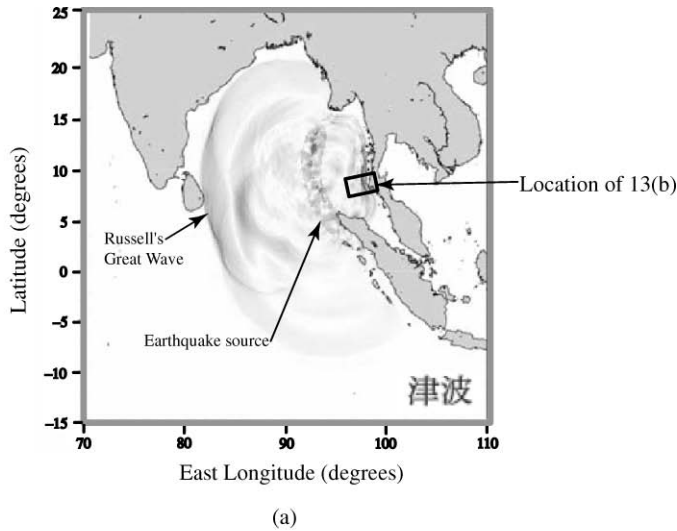 25
20
15
10
5
0
−5
−10
−15
70
80
90
100
110
Latitude (degrees)
East Longitude (degrees)
Location of 13(b)
Russell's
Great Wave
Earthquake source
津波
(a)